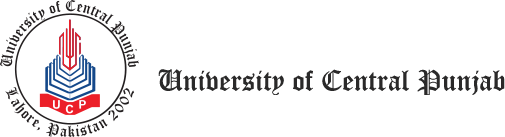 University of Central Punjab
UCP
Lahore, Pakistan 2002
University of Central Punjab